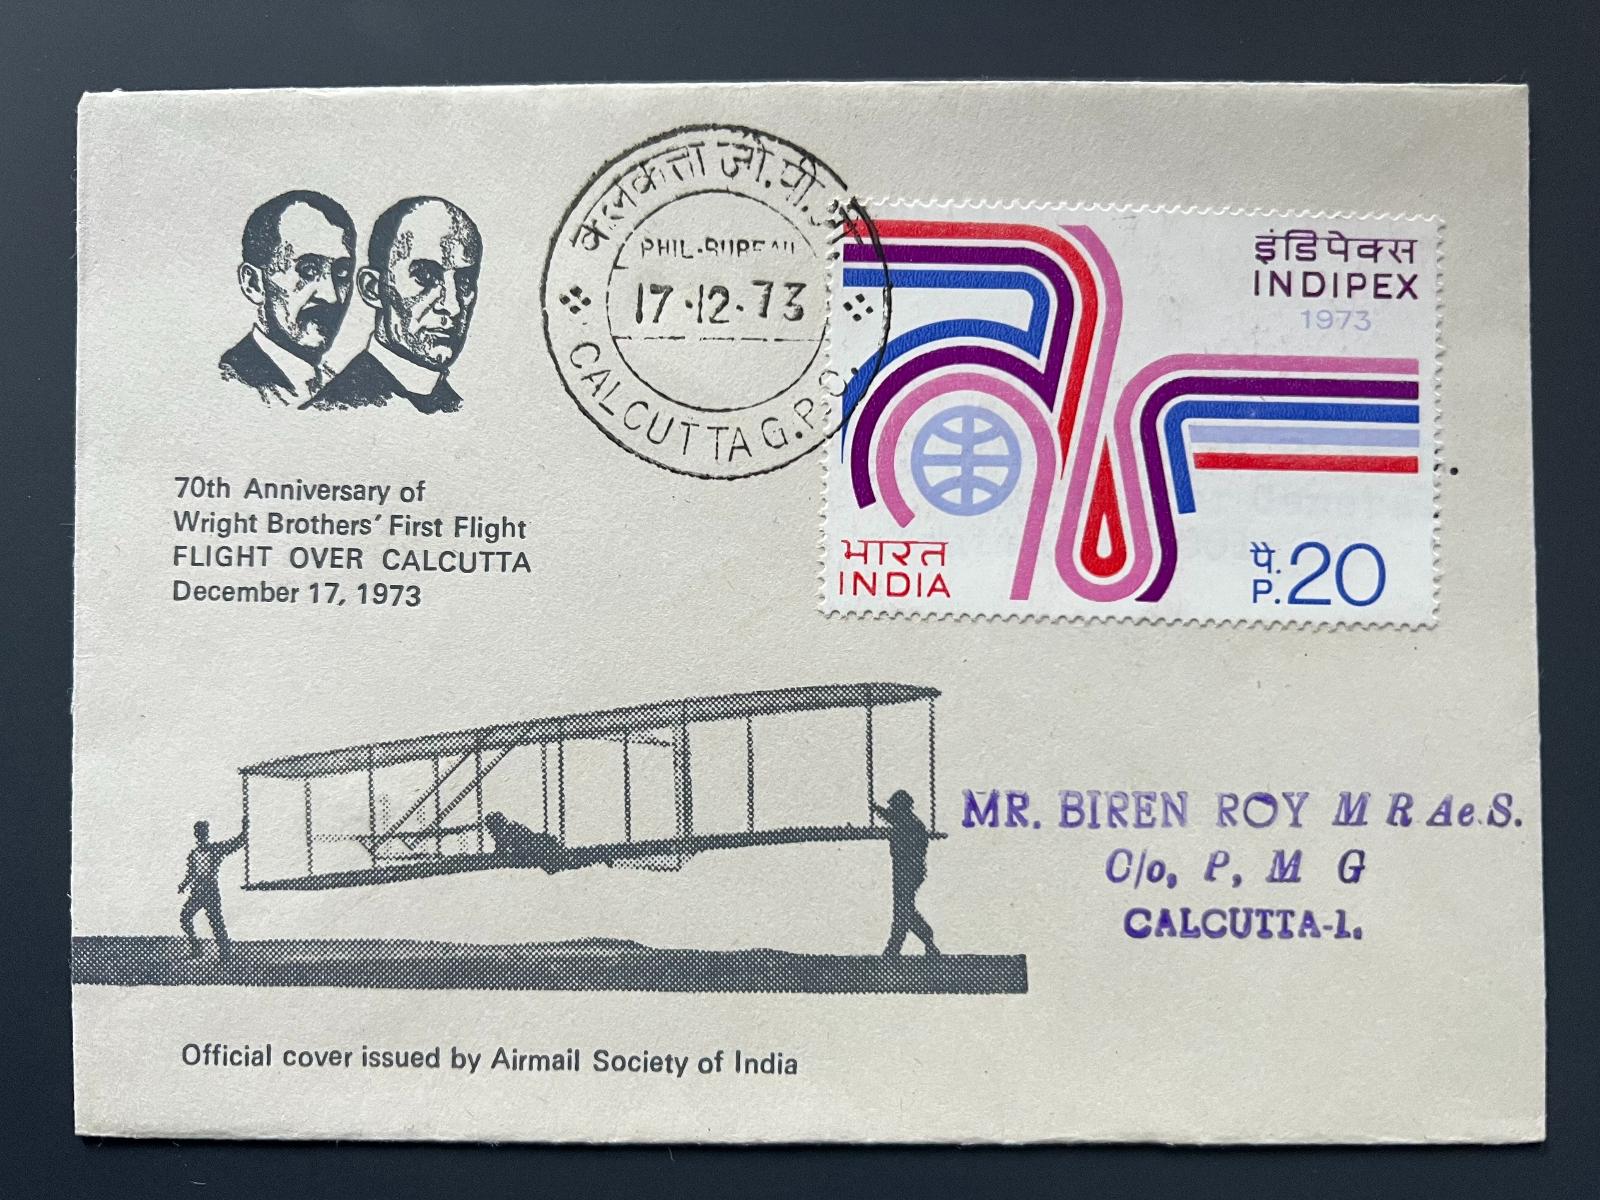 कलकत्ता जी.पी.ओ.
PHIL-BUREAU
17-12-73
CALCUTTA G.P.O.
इंडिपेक्स
INDIPEX
1973
भारत
INDIA
पै.
P. 20
70th Anniversary of
Wright Brothers' First Flight
FLIGHT OVER CALCUTTA
December 17, 1973
MR. BIREN ROY M R Ae.S.
C/o, P, M G
CALCUTTA-1.
Official cover issued by Airmail Society of India